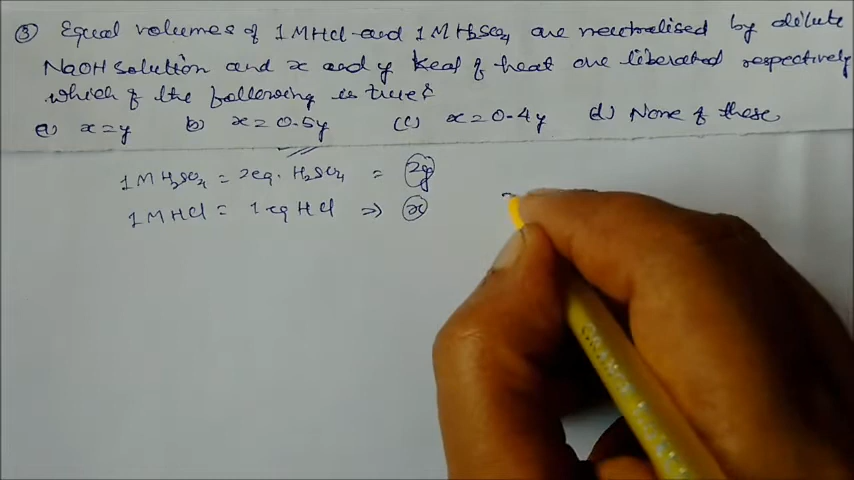 ③ Equal volumes of 1 MHCl and 1 MH₂SO₄ are neutralised by dilute
NaOH solution and x and y Kcal of heat are liberated respectively
which of the following is true?
a) x=y b) x=0.5y (c) x=0.4y d) None of these
1 M H₂SO₄ = 2eq. H₂SO₄ = 2y
1 M HCl = 1 eq HCl ⇒ x